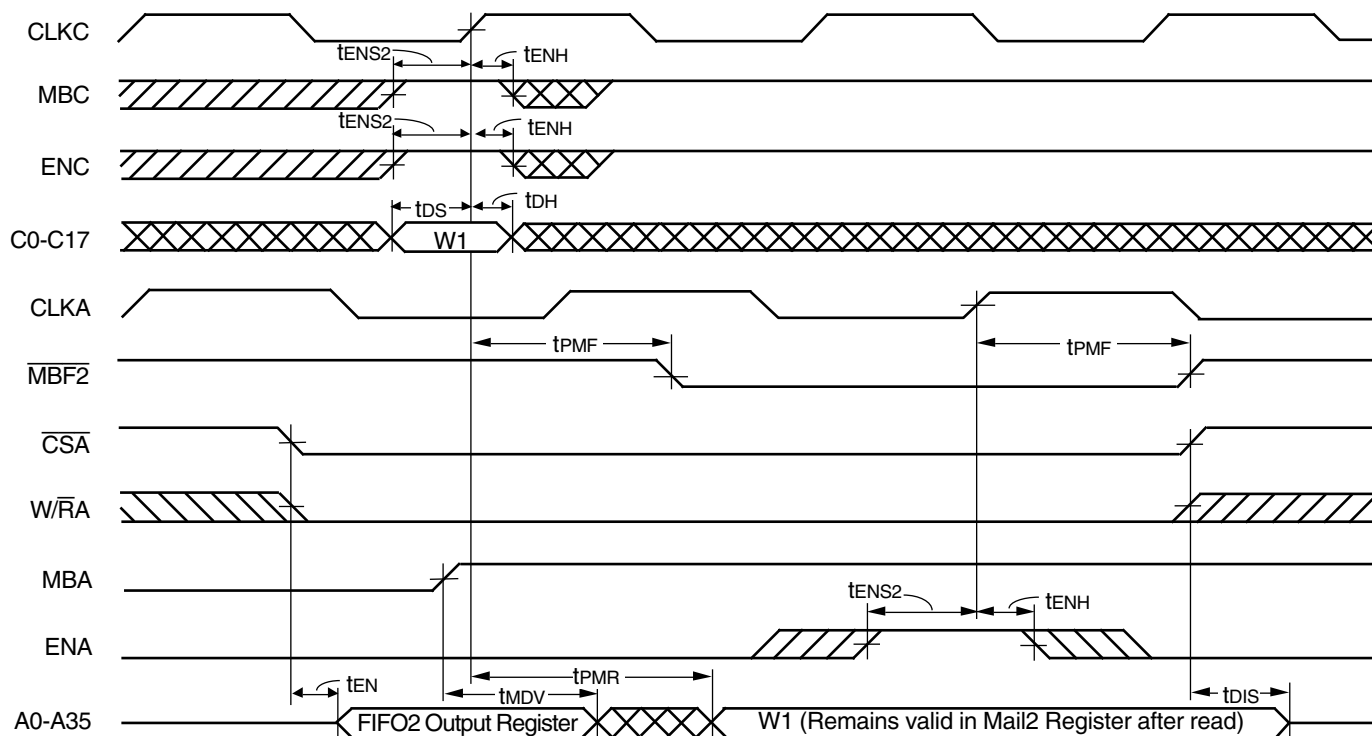 CLKC
tENS2
tENH
MBC
tENS2
tENH
ENC
tDS
tDH
C0-C17
W1
CLKA
tPMF
tPMF
MBF2
CSA
W/RA
MBA
tENS2
tENH
ENA
tEN
tMDV
tPMR
tDIS
A0-A35
FIFO2 Output Register
W1 (Remains valid in Mail2 Register after read)